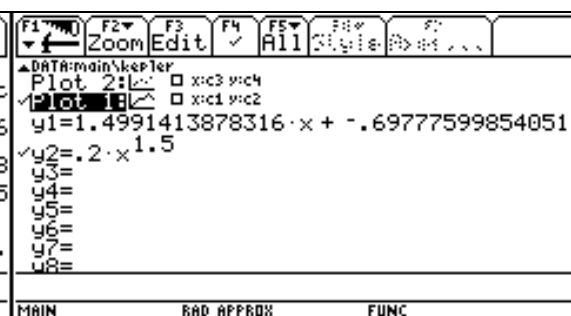 F1 F2 F3 F4 F5 F6 F7
Zoom Edit ✓ All Style
DATA:main\kepler
Plot 2: x:c3 y:c4
✓Plot 1: x:c1 y:c2
y1=1.4991413878316·x + -.69777599854051
✓y2=.2·x^1.5
y3=
y4=
y5=
y6=
y7=
y8=
MAIN RAD APPROX FUNC